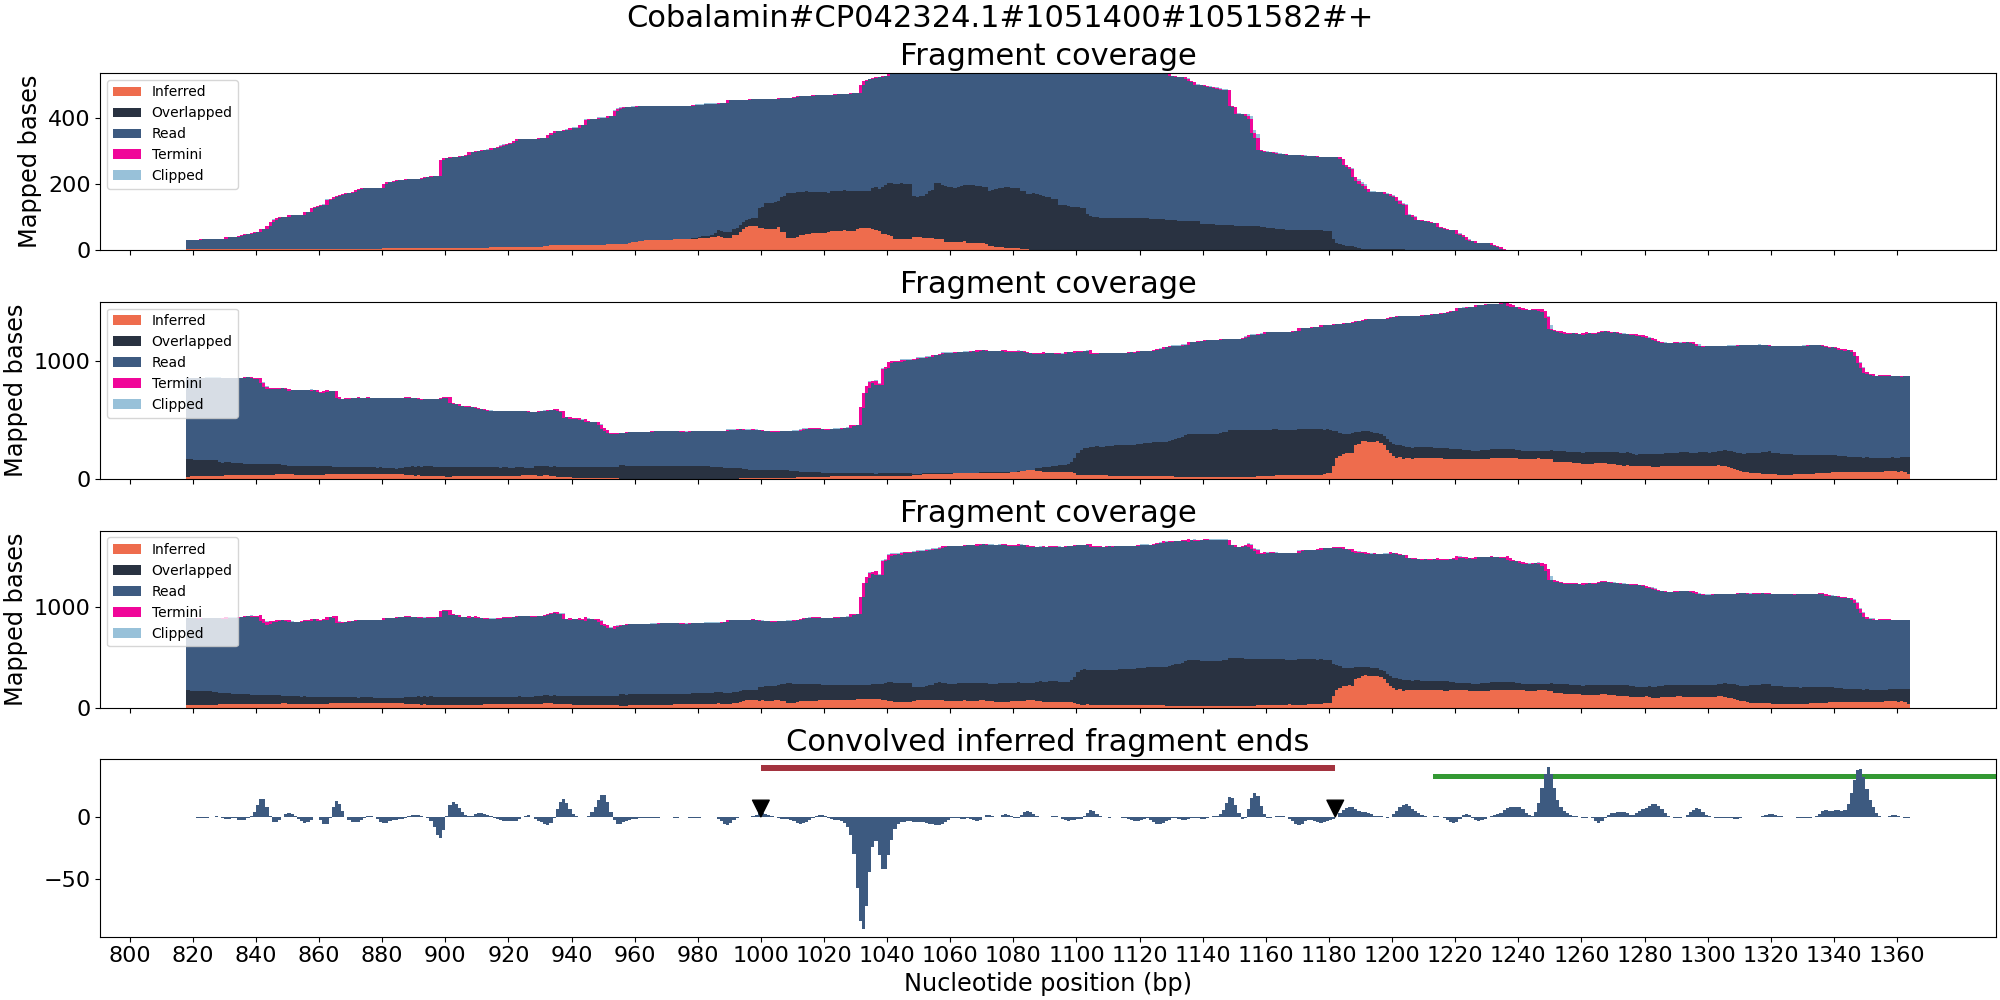 Cobalamin#CP042324.1#1051400#1051582#+
Fragment coverage
Mapped bases
400
200
0
Inferred
Overlapped
Read
Termini
Clipped
Fragment coverage
Mapped bases
1000
0
Inferred
Overlapped
Read
Termini
Clipped
Fragment coverage
Mapped bases
1000
0
Inferred
Overlapped
Read
Termini
Clipped
Convolved inferred fragment ends
0
−50
800 820 840 860 880 900 920 940 960 980 1000 1020 1040 1060 1080 1100 1120 1140 1160 1180 1200 1220 1240 1260 1280 1300 1320 1340 1360
Nucleotide position (bp)